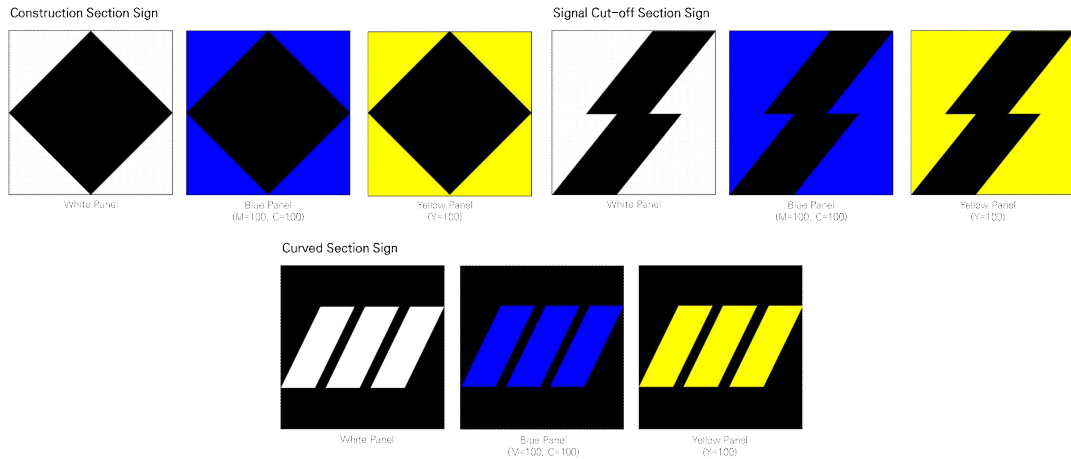 Construction Section Sign
Signal Cut-off Section Sign
White Panel
Blue Panel
(M=100, C=100)
Yellow Panel
(Y=100)
White Panel
Blue Panel
(M=100, C=100)
Yellow Panel
(Y=100)
Curved Section Sign
White Panel
Blue Panel
(M=100, C=100)
Yellow Panel
(Y=100)